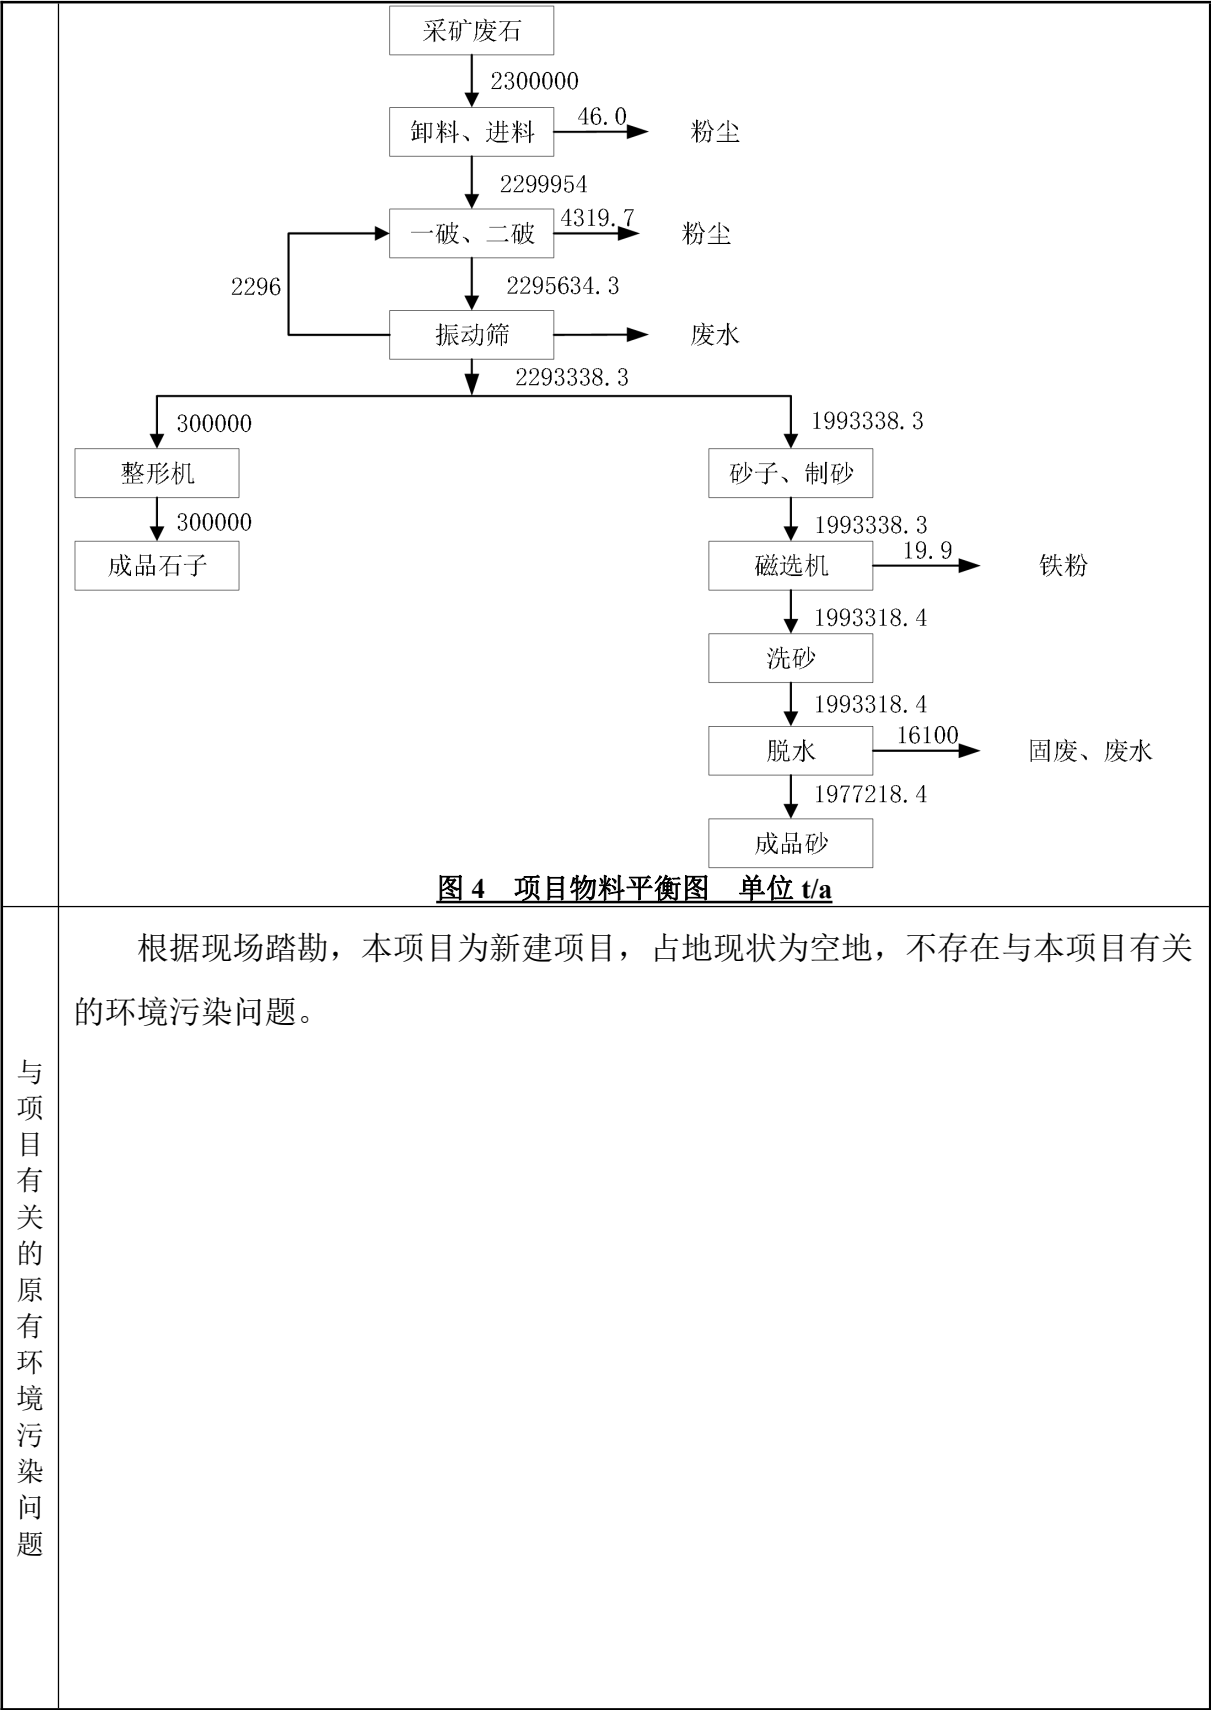 采矿废石
2300000
卸料、进料
46.0
粉尘
2299954
一破、二破
4319.7
粉尘
2296
2295634.3
振动筛
废水
2293338.3
300000
1993338.3
整形机
砂子、制砂
300000
1993338.3
成品石子
磁选机
19.9
铁粉
1993318.4
洗砂
1993318.4
脱水
16100
固废、废水
1977218.4
成品砂
图 4 项目物料平衡图 单位 t/a
与项目有关的原有环境污染问题
根据现场踏勘，本项目为新建项目，占地现状为空地，不存在与本项目有关
的环境污染问题。